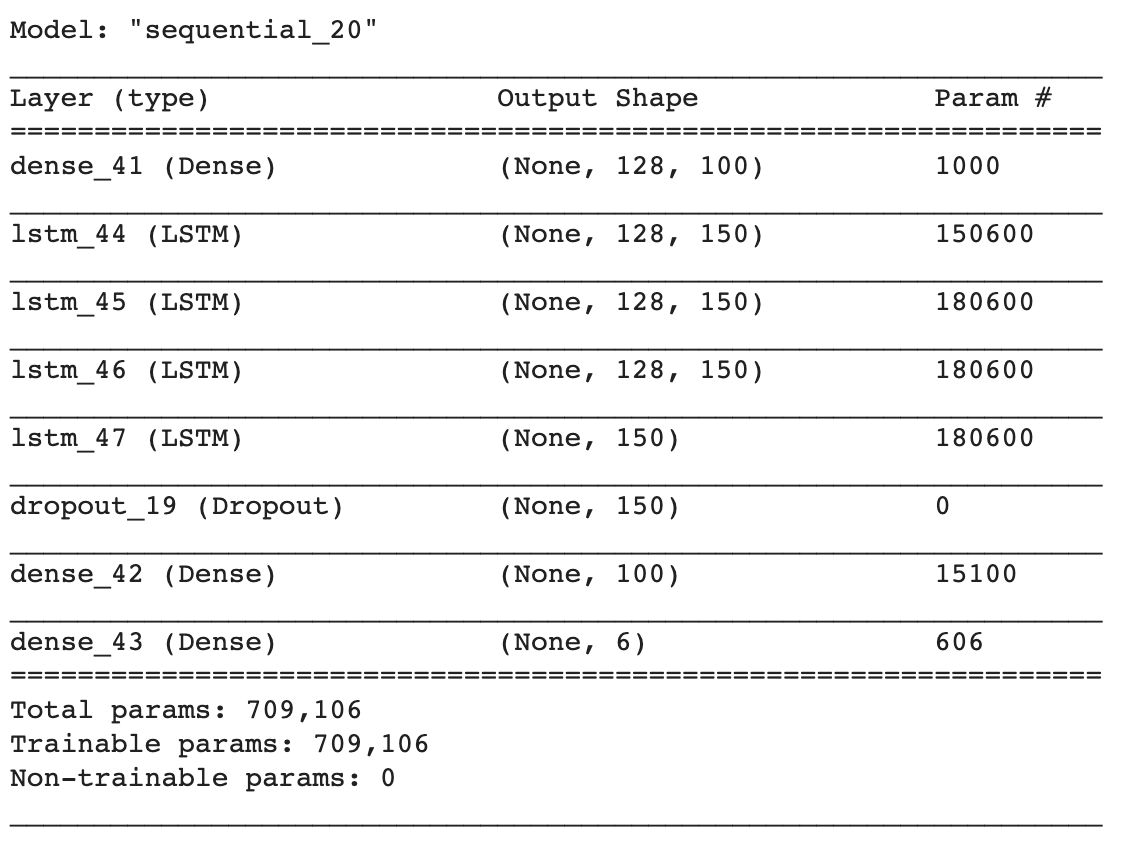 Model: "sequential_20"
Layer (type) Output Shape Param #
dense_41 (Dense) (None, 128, 100) 1000
lstm_44 (LSTM) (None, 128, 150) 150600
lstm_45 (LSTM) (None, 128, 150) 180600
lstm_46 (LSTM) (None, 128, 150) 180600
lstm_47 (LSTM) (None, 150) 180600
dropout_19 (Dropout) (None, 150) 0
dense_42 (Dense) (None, 100) 15100
dense_43 (Dense) (None, 6) 606
Total params: 709,106
Trainable params: 709,106
Non-trainable params: 0